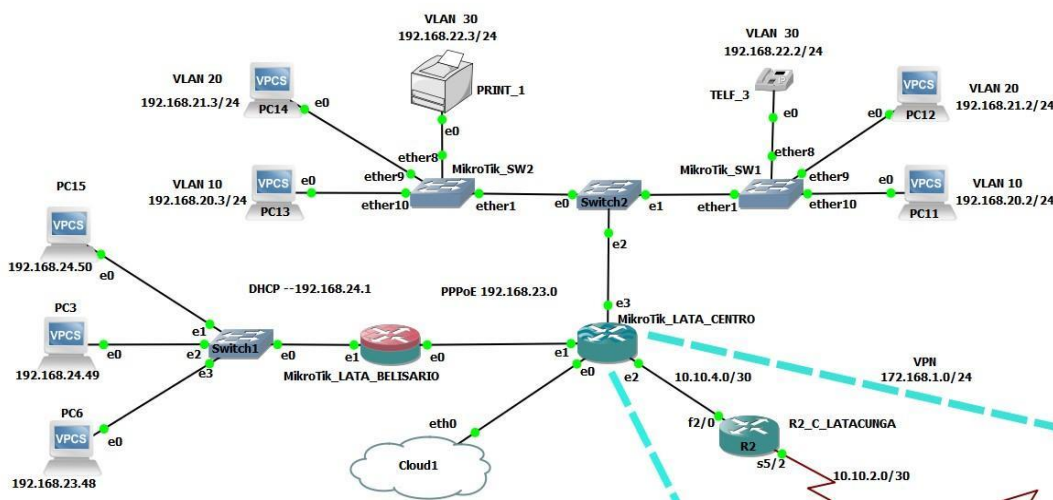 VLAN 30
192.168.22.3/24
VLAN 30
192.168.22.2/24
VLAN 20
192.168.21.3/24
VPCS
PC14
e0
PRINT_1
e0
TELF_3
e0
VPCS
PC12
e0
VLAN 20
192.168.21.2/24
ether8
ether9
MikroTik_SW2
ether8
MikroTik_SW1
ether9
PC15
VPCS
VLAN 10
192.168.20.3/24
VPCS
PC13
e0
ether10
ether1
e0
Switch2
e1
ether1
ether10
e0
VPCS
PC11
VLAN 10
192.168.20.2/24
192.168.24.50
e0
e2
DHCP --192.168.24.1
PPPoE 192.168.23.0
e3
MikroTik_LATA_CENTRO
PC3
VPCS
e0
192.168.24.49
e1
e2
e3
Switch1
e0
e1
e0
MikroTik_LATA_BELISARIO
e1
e0
e2
VPN
172.168.1.0/24
10.10.4.0/30
PC6
VPCS
e0
192.168.23.48
eth0
Cloud1
f2/0
R2
R2_C_LATACUNGA
s5/2
10.10.2.0/30